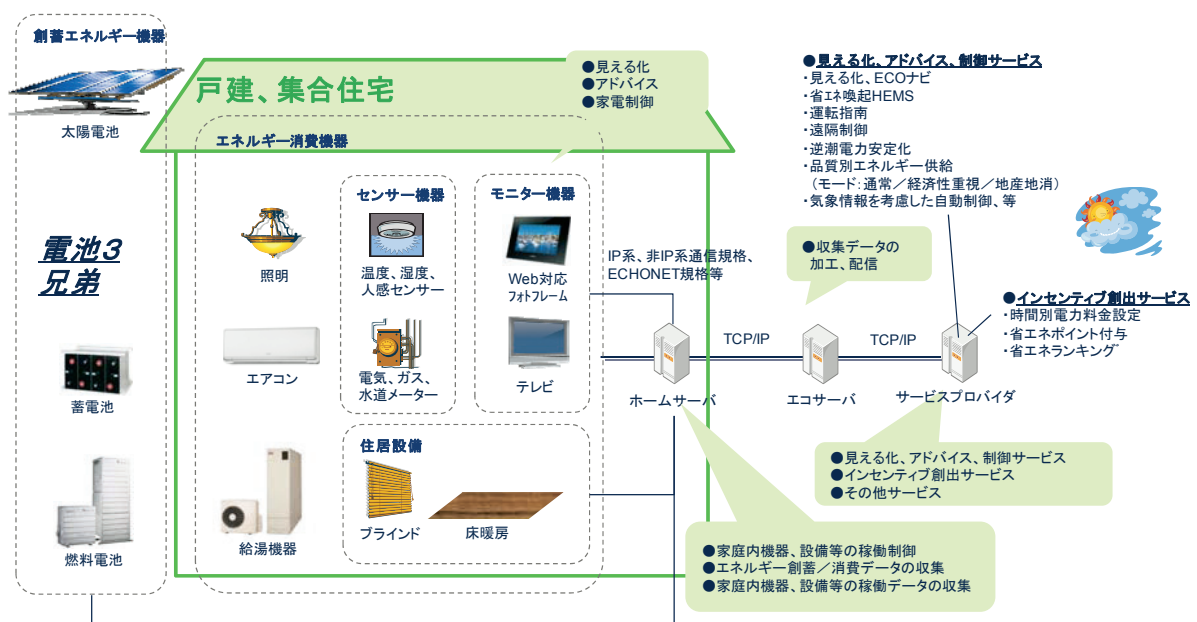 創蓄エネルギー機器
太陽電池
電池3
兄弟
蓄電池
燃料電池
戸建、集合住宅
●見える化
●アドバイス
●家電制御
エネルギー消費機器
照明
エアコン
給湯機器
センサー機器
温度、湿度、
人感センサー
電気、ガス、
水道メーター
モニター機器
Web対応
フォトフレーム
テレビ
住居設備
ブラインド
床暖房
IP系、非IP系通信規格、
ECHONET規格等
ホームサーバ
TCP/IP
エコサーバ
TCP/IP
サービスプロバイダ
●収集データの
加工、配信
●見える化、アドバイス、制御サービス
・見える化、ECOナビ
・省エネ喚起HEMS
・運転指南
・遠隔制御
・逆潮電力安定化
・品質別エネルギー供給
（モード：通常／経済性重視／地産地消）
・気象情報を考慮した自動制御、等
●インセンティブ創出サービス
・時間別電力料金設定
・省エネポイント付与
・省エネランキング
●見える化、アドバイス、制御サービス
●インセンティブ創出サービス
●その他サービス
●家庭内機器、設備等の稼働制御
●エネルギー創蓄／消費データの収集
●家庭内機器、設備等の稼働データの収集